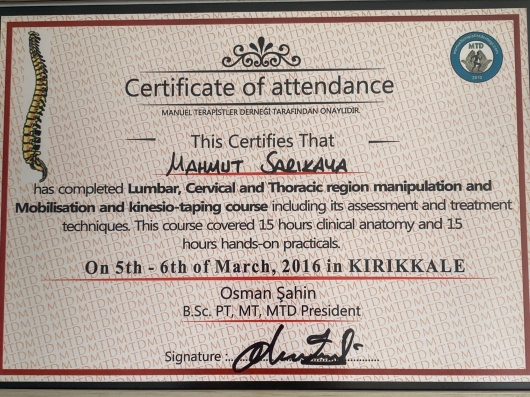 MTD
Certificate of attendance
MANUEL TERAPİSTLER DERNEĞİ TARAFINDAN ONAYLIDIR.
This Certifies That
MAHMUT SARIKAYA
has completed Lumbar, Cervical and Thoracic region manipulation and
Mobilisation and kinesio-taping course including its assessment and treatment
techniques. This course covered 15 hours clinical anatomy and 15
hours hands-on practicals.
On 5th - 6th of March, 2016 in KIRIKKALE
Osman Şahin
B.Sc. PT, MT, MTD President
Signature :